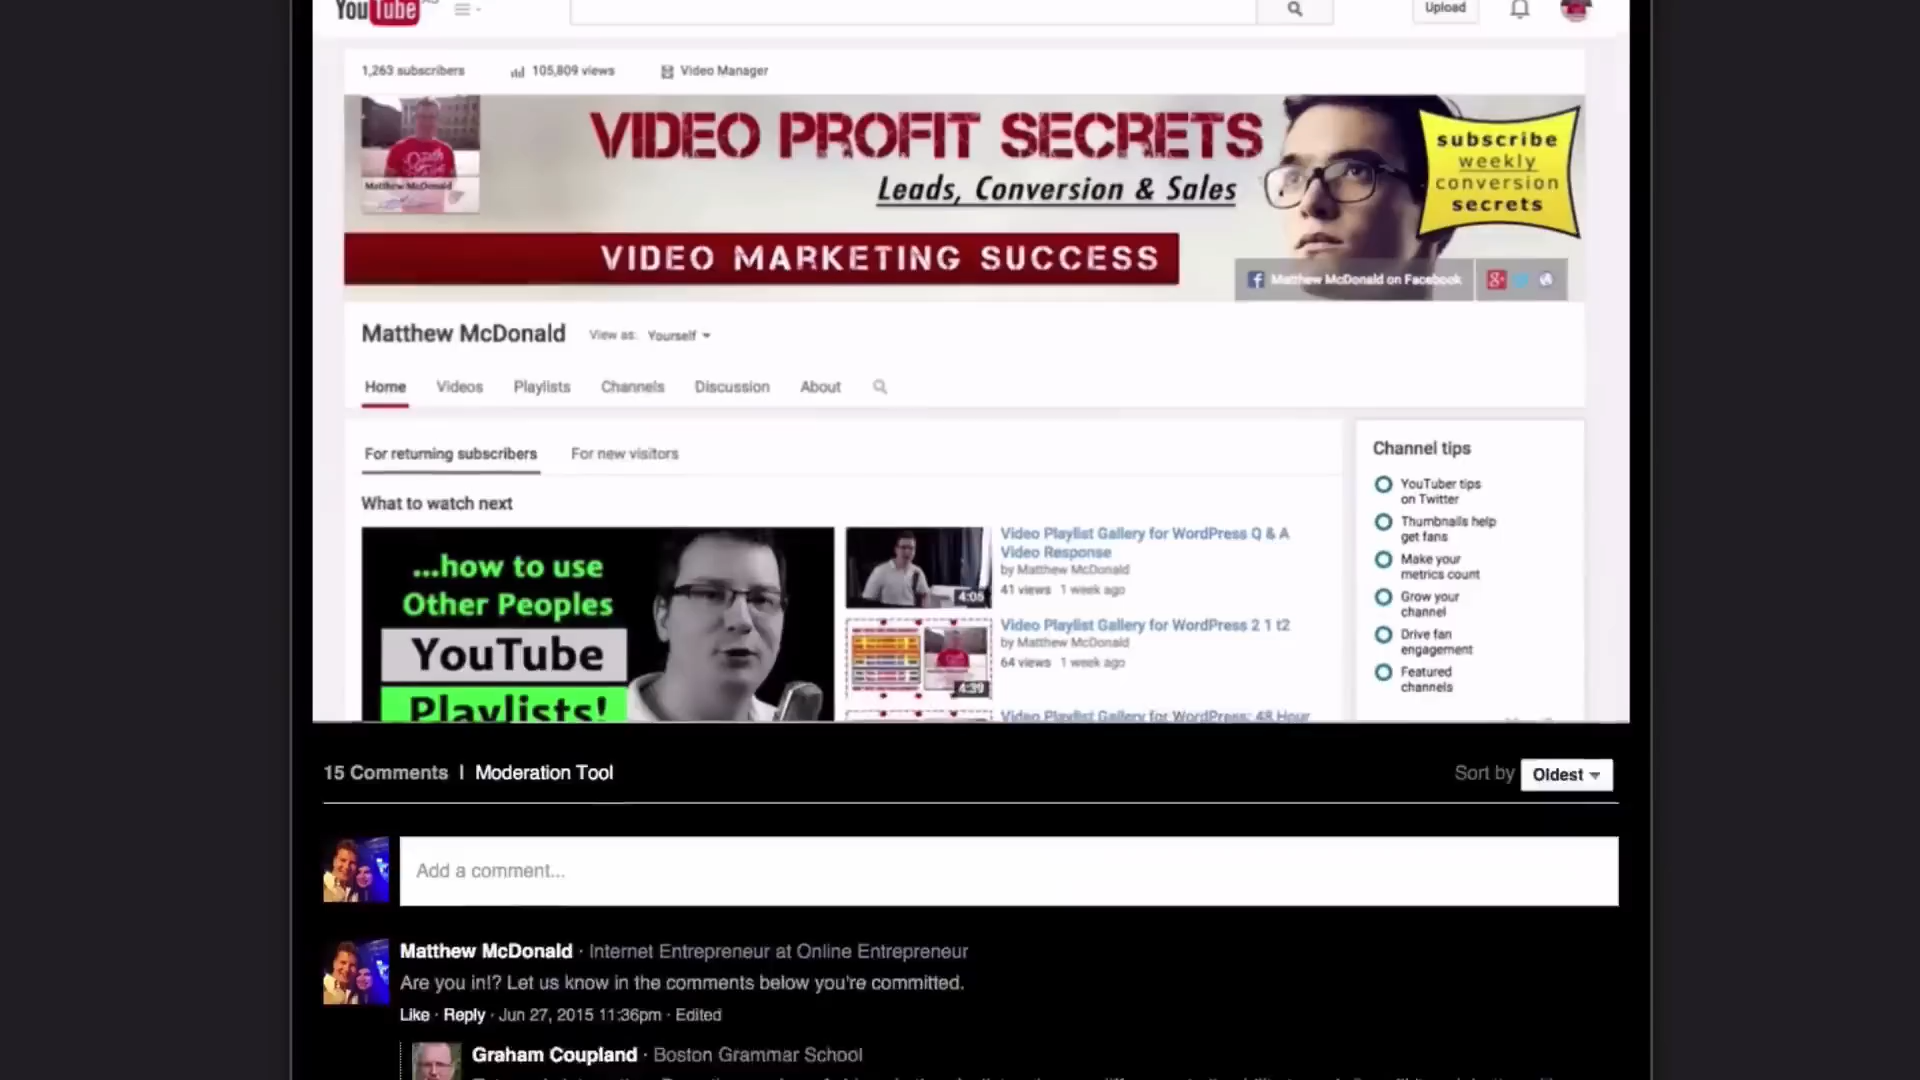 YouTube
Upload
1,263 subscribers
105,809 views
Video Manager
VIDEO PROFIT SECRETS
Leads, Conversion & Sales
VIDEO MARKETING SUCCESS
Matthew McDonald
subscribe
weekly
conversion
secrets
Matthew McDonald on Facebook
Matthew McDonald
View as: Yourself
Home
Videos
Playlists
Channels
Discussion
About
For returning subscribers
For new visitors
What to watch next
...how to use
Other Peoples
YouTube
Playlists!
4:05
Video Playlist Gallery for WordPress Q & A
Video Response
by Matthew McDonald
41 views 1 week ago
4:39
Video Playlist Gallery for WordPress 2 1 t2
by Matthew McDonald
64 views 1 week ago
Video Playlist Gallery for WordPress: 48 Hour
Channel tips
YouTuber tips
on Twitter
Thumbnails help
get fans
Make your
metrics count
Grow your
channel
Drive fan
engagement
Featured
channels
15 Comments | Moderation Tool
Sort by Oldest
Add a comment...
Matthew McDonald · Internet Entrepreneur at Online Entrepreneur
Are you in!? Let us know in the comments below you're committed.
Like · Reply · Jun 27, 2015 11:36pm · Edited
Graham Coupland · Boston Grammar School